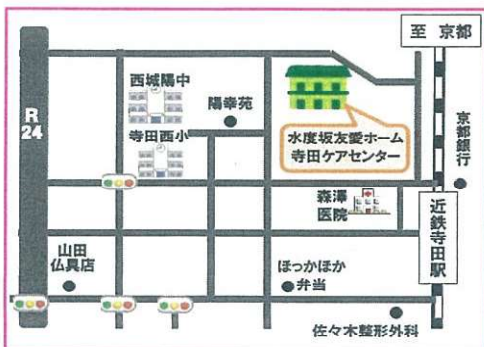 至 京都
西城陽中
陽幸苑
R
24
寺田西小
水度坂友愛ホーム
寺田ケアセンター
京都銀行
森澤
医院
近鉄寺田駅
山田
仏具店
ほっかほか
弁当
佐々木整形外科